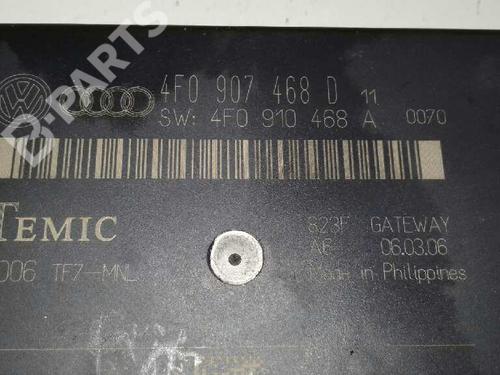 B-PARTS
4F0 907 468 D 11
SW: 4F0 910 468 A 0070
TEMIC
823F GATEWAY
A6 06.03.06
006 TF7-MNL Made in Philippines